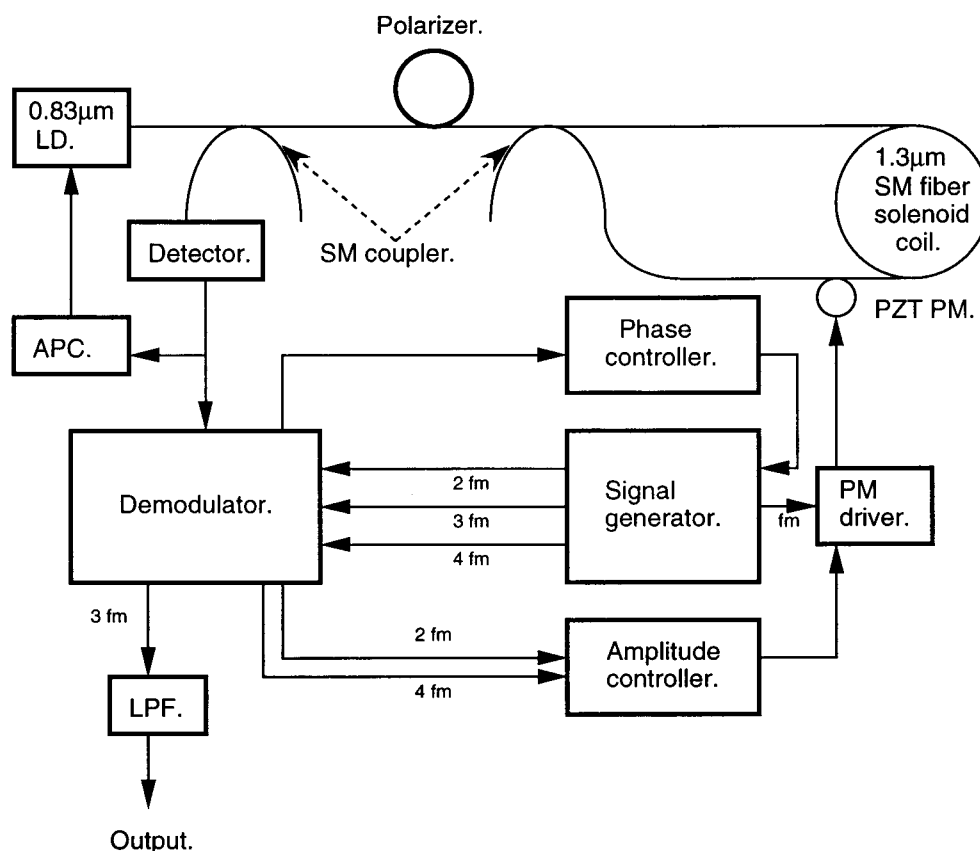 Polarizer.
0.83μm
LD.
1.3μm
SM fiber
solenoid
coil.
Detector.
SM coupler.
PZT PM.
APC.
Phase
controller.
Demodulator.
2 fm
3 fm
4 fm
Signal
generator.
fm
PM
driver.
3 fm
2 fm
4 fm
Amplitude
controller.
LPF.
Output.